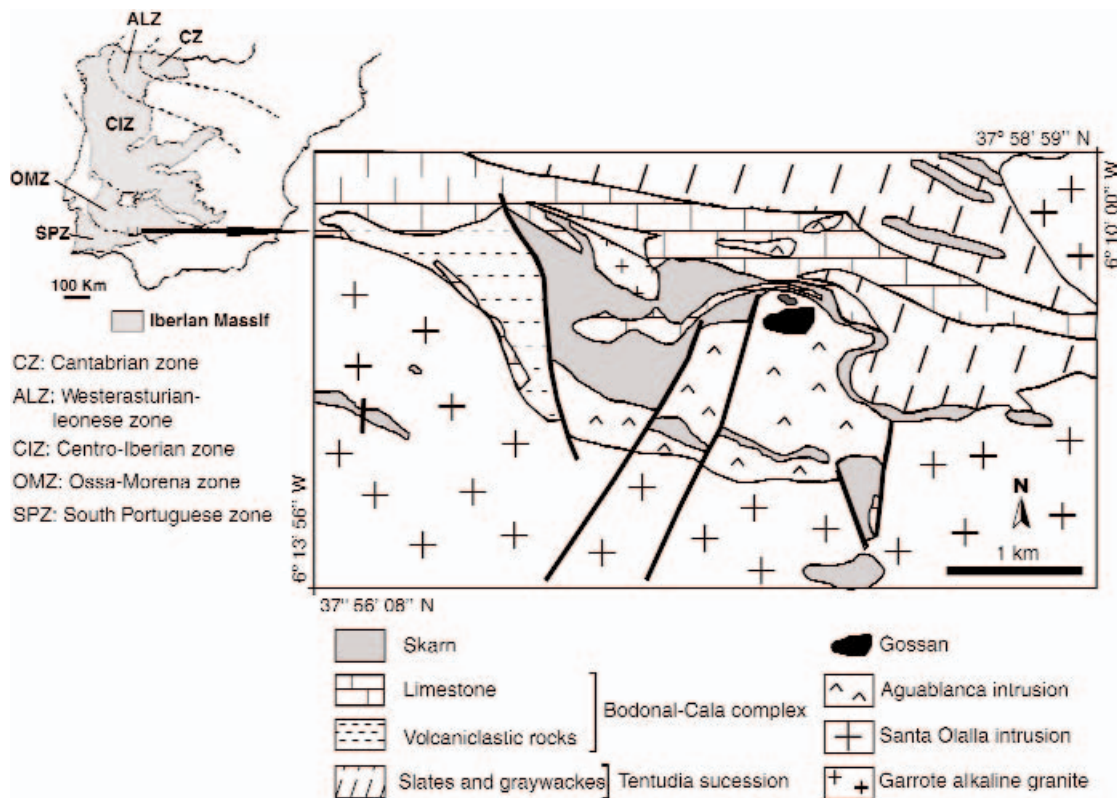 ALZ
CZ
CIZ
OMZ
SPZ
100 Km
Iberian Massif
CZ: Cantabrian zone
ALZ: Westerasturian-
leonese zone
CIZ: Centro-Iberian zone
OMZ: Ossa-Morena zone
SPZ: South Portuguese zone
37º 58' 59'' N
6º 10' 00'' W
6º 13' 56'' W
37'' 56' 08'' N
N
1 km
Skarn
Limestone
Volcaniclastic rocks
Bodonal-Cala complex
Slates and graywackes
Tentudia sucession
Gossan
Aguablanca intrusion
Santa Olalla intrusion
Garrote alkaline granite